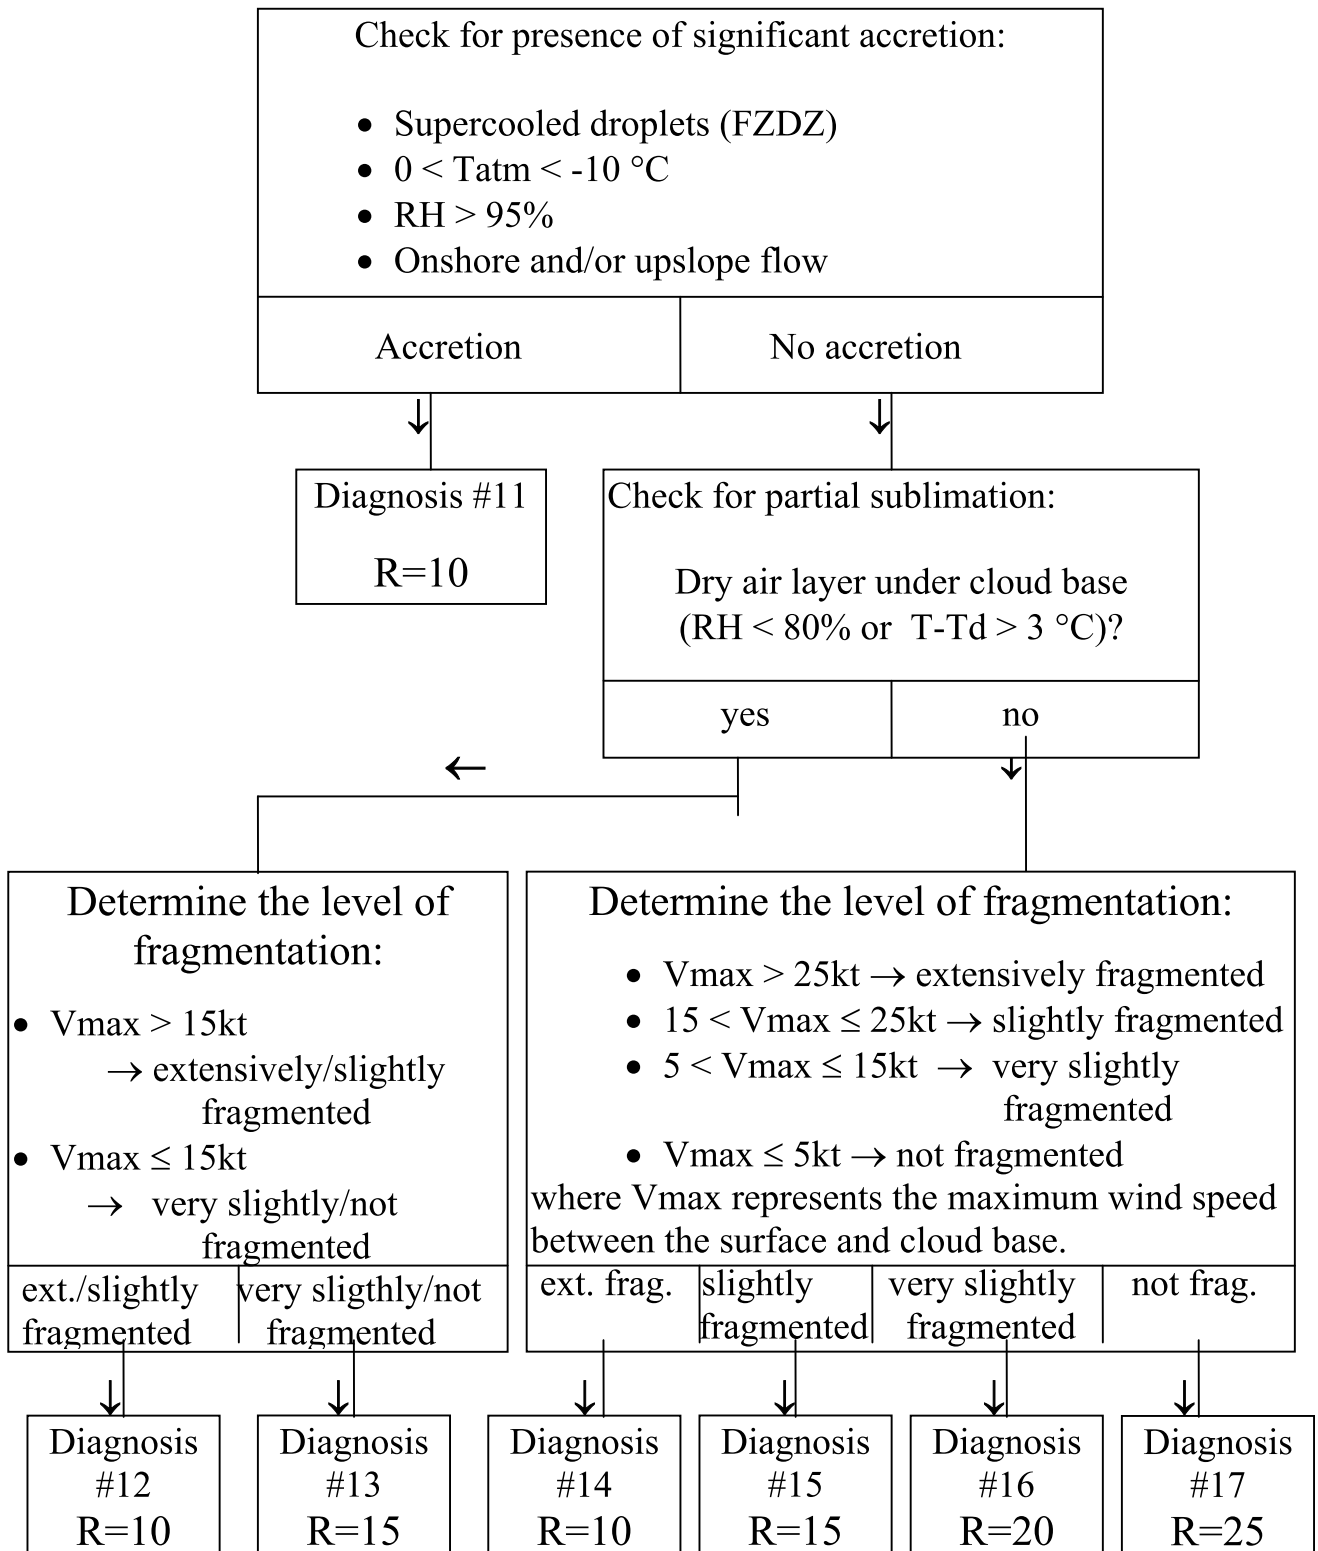 Check for presence of significant accretion:
• Supercooled droplets (FZDZ)
• 0 < Tatm < -10 °C
• RH > 95%
• Onshore and/or upslope flow
Accretion
No accretion
↓
↓
Diagnosis #11
R=10
Check for partial sublimation:
Dry air layer under cloud base
(RH < 80% or T-Td > 3 °C)?
yes
no
←
↓
Determine the level of
fragmentation:
• Vmax > 15kt
→ extensively/slightly
fragmented
• Vmax ≤ 15kt
→ very slightly/not
fragmented
ext./slightly
fragmented
very sligthly/not
fragmented
Determine the level of fragmentation:
• Vmax > 25kt → extensively fragmented
• 15 < Vmax ≤ 25kt → slightly fragmented
• 5 < Vmax ≤ 15kt → very slightly
fragmented
• Vmax ≤ 5kt → not fragmented
where Vmax represents the maximum wind speed
between the surface and cloud base.
ext. frag.
slightly
fragmented
very slightly
fragmented
not frag.
↓
↓
↓
↓
↓
↓
Diagnosis
#12
R=10
Diagnosis
#13
R=15
Diagnosis
#14
R=10
Diagnosis
#15
R=15
Diagnosis
#16
R=20
Diagnosis
#17
R=25